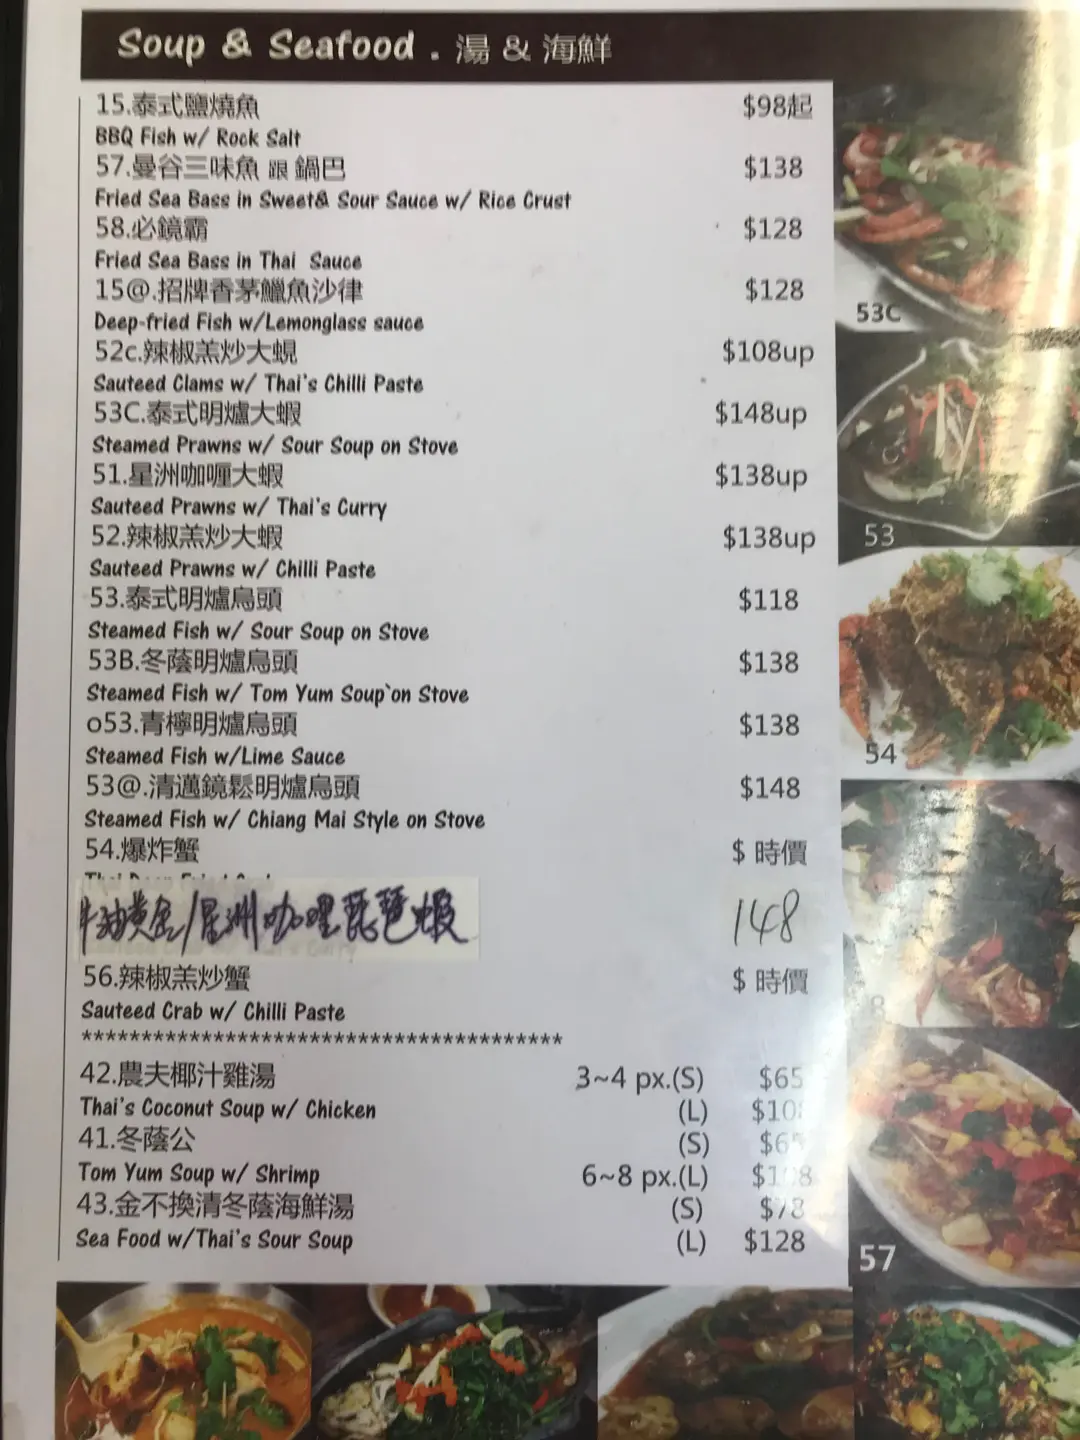 Soup & Seafood . 湯 & 海鮮
15.泰式鹽燒魚 $98起
BBQ Fish w/ Rock Salt
57.曼谷三味魚 跟 鍋巴 $138
Fried Sea Bass in Sweet& Sour Sauce w/ Rice Crust
58.必鏡霸 $128
Fried Sea Bass in Thai Sauce
15@.招牌香茅鱲魚沙律 $128
Deep-fried Fish w/Lemonglass sauce
52c.辣椒羔炒大蜆 $108up
Sauteed Clams w/ Thai's Chilli Paste
53C.泰式明爐大蝦 $148up
Steamed Prawns w/ Sour Soup on Stove
51.星洲咖喱大蝦 $138up
Sauteed Prawns w/ Thai's Curry
52.辣椒羔炒大蝦 $138up
Sauteed Prawns w/ Chilli Paste
53.泰式明爐烏頭 $118
Steamed Fish w/ Sour Soup on Stove
53B.冬蔭明爐烏頭 $138
Steamed Fish w/ Tom Yum Soup`on Stove
o53.青檸明爐烏頭 $138
Steamed Fish w/Lime Sauce
53@.清邁鏡鬆明爐烏頭 $148
Steamed Fish w/ Chiang Mai Style on Stove
54.爆炸蟹 $ 時價
牛油黃金/星洲咖喱琵琶蝦 148
56.辣椒羔炒蟹 $ 時價
Sauteed Crab w/ Chilli Paste
****************************************
42.農夫椰汁雞湯 3~4 px.(S) $65
Thai's Coconut Soup w/ Chicken (L)
41.冬蔭公 (S)
Tom Yum Soup w/ Shrimp 6~8 px.(L)
43.金不換清冬蔭海鮮湯 (S) $78
Sea Food w/Thai's Sour Soup (L) $128
53C
53
54
8
57